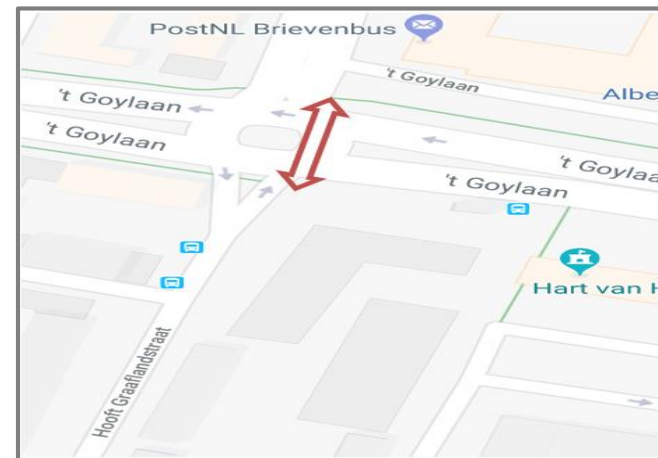 PostNL Brievenbus
't Goylaan
Albe
't Goylaan
't Goylaan
't Goylaa
't Goylaan
Hart van H
Hooft Graaflandstraat